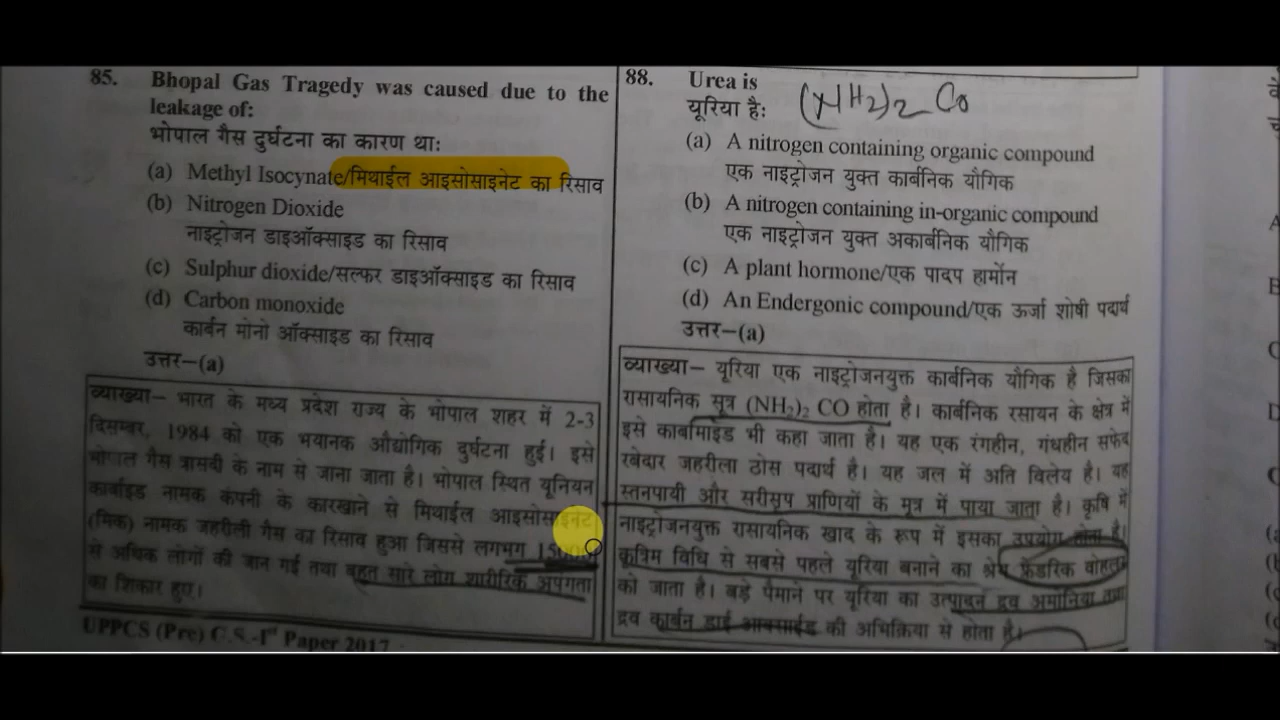 85. Bhopal Gas Tragedy was caused due to the
leakage of:
भोपाल गैस दुर्घटना का कारण था:
(a) Methyl Isocynate/मिथाईल आइसोसाइनेट का रिसाव
(b) Nitrogen Dioxide
नाइट्रोजन डाइऑक्साइड का रिसाव
(c) Sulphur dioxide/सल्फर डाइऑक्साइड का रिसाव
(d) Carbon monoxide
कार्बन मोनो ऑक्साइड का रिसाव
उत्तर–(a)
व्याख्या– भारत के मध्य प्रदेश राज्य के भोपाल शहर में 2-3
दिसम्बर, 1984 को एक भयानक औद्योगिक दुर्घटना हुई। इसे
भोपाल गैस त्रासदी के नाम से जाना जाता है। भोपाल स्थित यूनियन
कार्बाइड नामक कंपनी के कारखाने से मिथाईल आइसोसाइनेट
(मिक) नामक जहरीली गैस का रिसाव हुआ जिससे लगभग 15000
से अधिक लोगों की जान गई तथा बहुत सारे लोग शारीरिक अपंगता
का शिकार हुए।
UPPCS (Pre) C.S.-Ist Paper 2017
88. Urea is
यूरिया है: (NH2)2 Co
(a) A nitrogen containing organic compound
एक नाइट्रोजन युक्त कार्बनिक यौगिक
(b) A nitrogen containing in-organic compound
एक नाइट्रोजन युक्त अकार्बनिक यौगिक
(c) A plant hormone/एक पादप हार्मोन
(d) An Endergonic compound/एक ऊर्जा शोषी पदार्थ
उत्तर–(a)
व्याख्या– यूरिया एक नाइट्रोजनयुक्त कार्बनिक यौगिक है जिसका
रासायनिक सूत्र (NH2)2 CO होता है। कार्बनिक रसायन के क्षेत्र में
इसे कार्बामाइड भी कहा जाता है। यह एक रंगहीन, गंधहीन सफेद
रवेदार जहरीला ठोस पदार्थ है। यह जल में अति विलेय है। यह
स्तनपायी और सरीसृप प्राणियों के मूत्र में पाया जाता है। कृषि में
नाइट्रोजनयुक्त रासायनिक खाद के रूप में इसका उपयोग होता है।
कृत्रिम विधि से सबसे पहले यूरिया बनाने का श्रेय फ्रेडरिक वोहलर
को जाता है। बड़े पैमाने पर यूरिया का उत्पादन द्रव अमोनिया तथा
द्रव कार्बन डाई आक्साईड की अभिक्रिया से होता है।